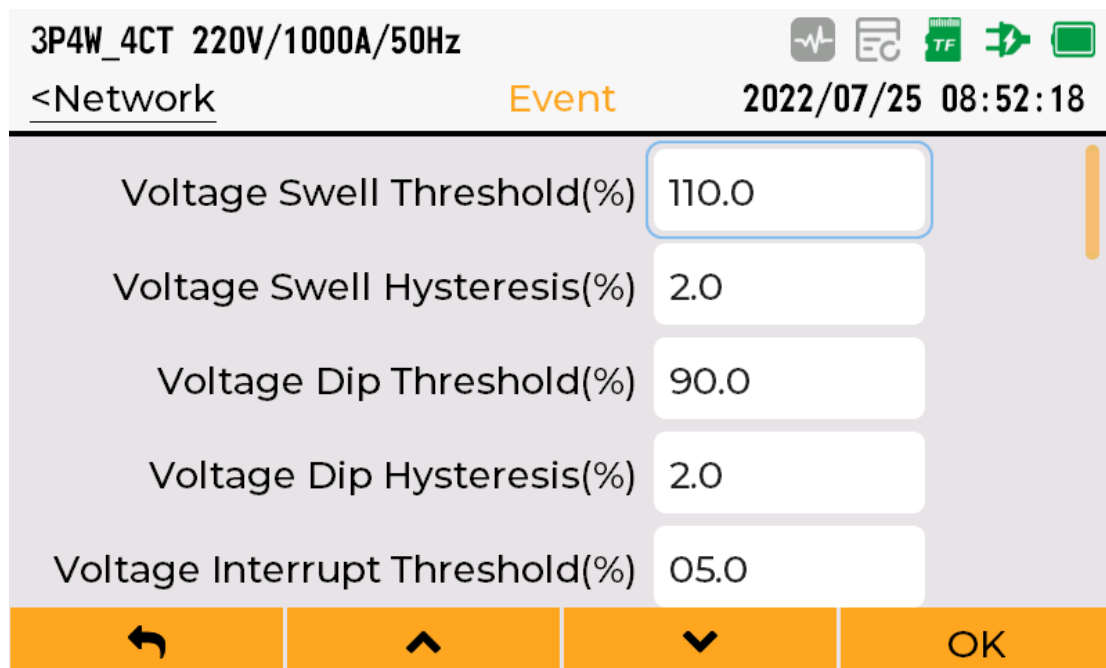 3P4W_4CT 220V/1000A/50Hz
TF
<Network Event 2022/07/25 08:52:18
Voltage Swell Threshold(%) 110.0
Voltage Swell Hysteresis(%) 2.0
Voltage Dip Threshold(%) 90.0
Voltage Dip Hysteresis(%) 2.0
Voltage Interrupt Threshold(%) 05.0
OK